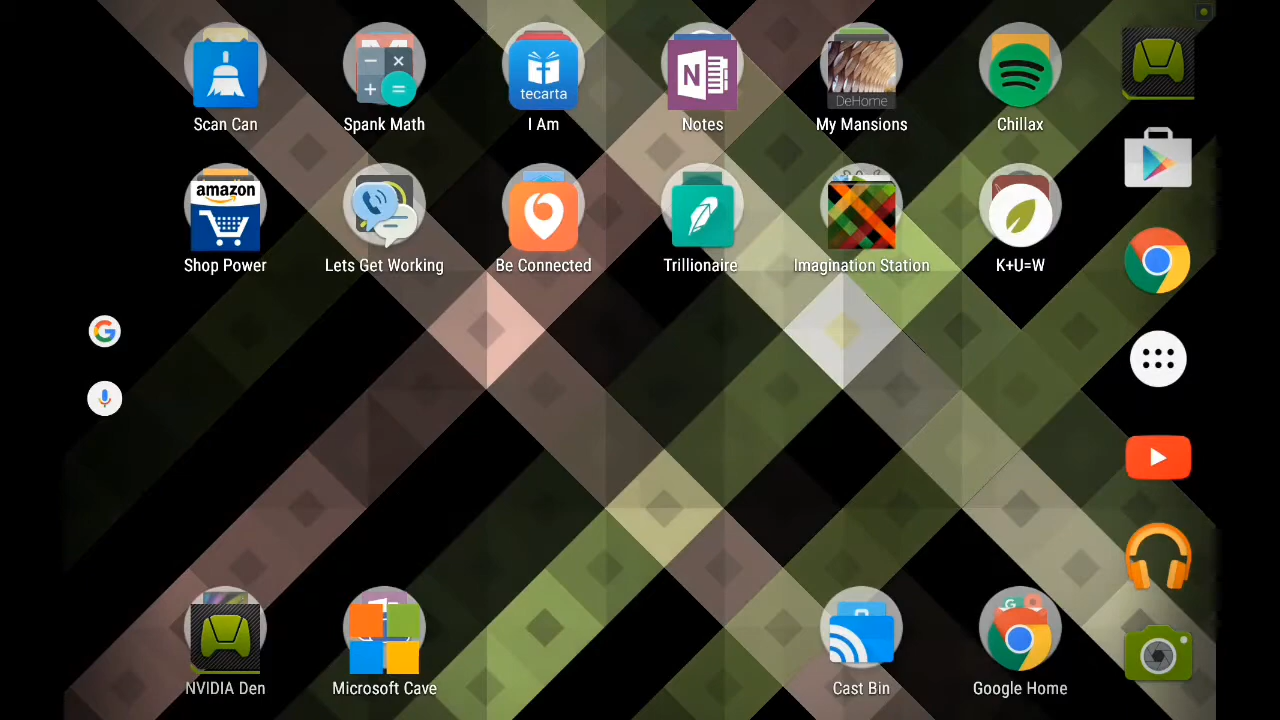 tecarta
DeHome
Scan Can
Spank Math
I Am
Notes
My Mansions
Chillax
amazon
Shop Power
Lets Get Working
Be Connected
Trillionaire
Imagination Station
K+U=W
NVIDIA Den
Microsoft Cave
Cast Bin
Google Home